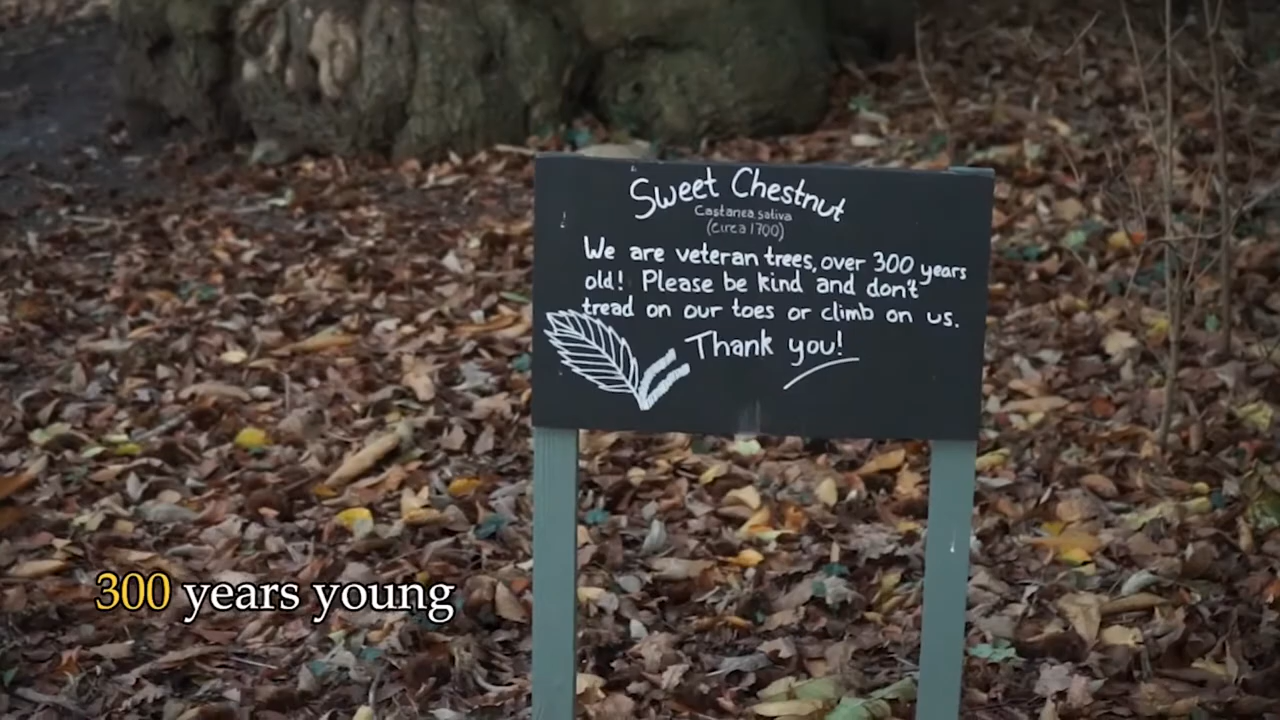 Sweet Chestnut
Castanea sativa
(circa 1700)
We are veteran trees, over 300 years
old! Please be kind and don't
tread on our toes or climb on us.
Thank you!
300 years young